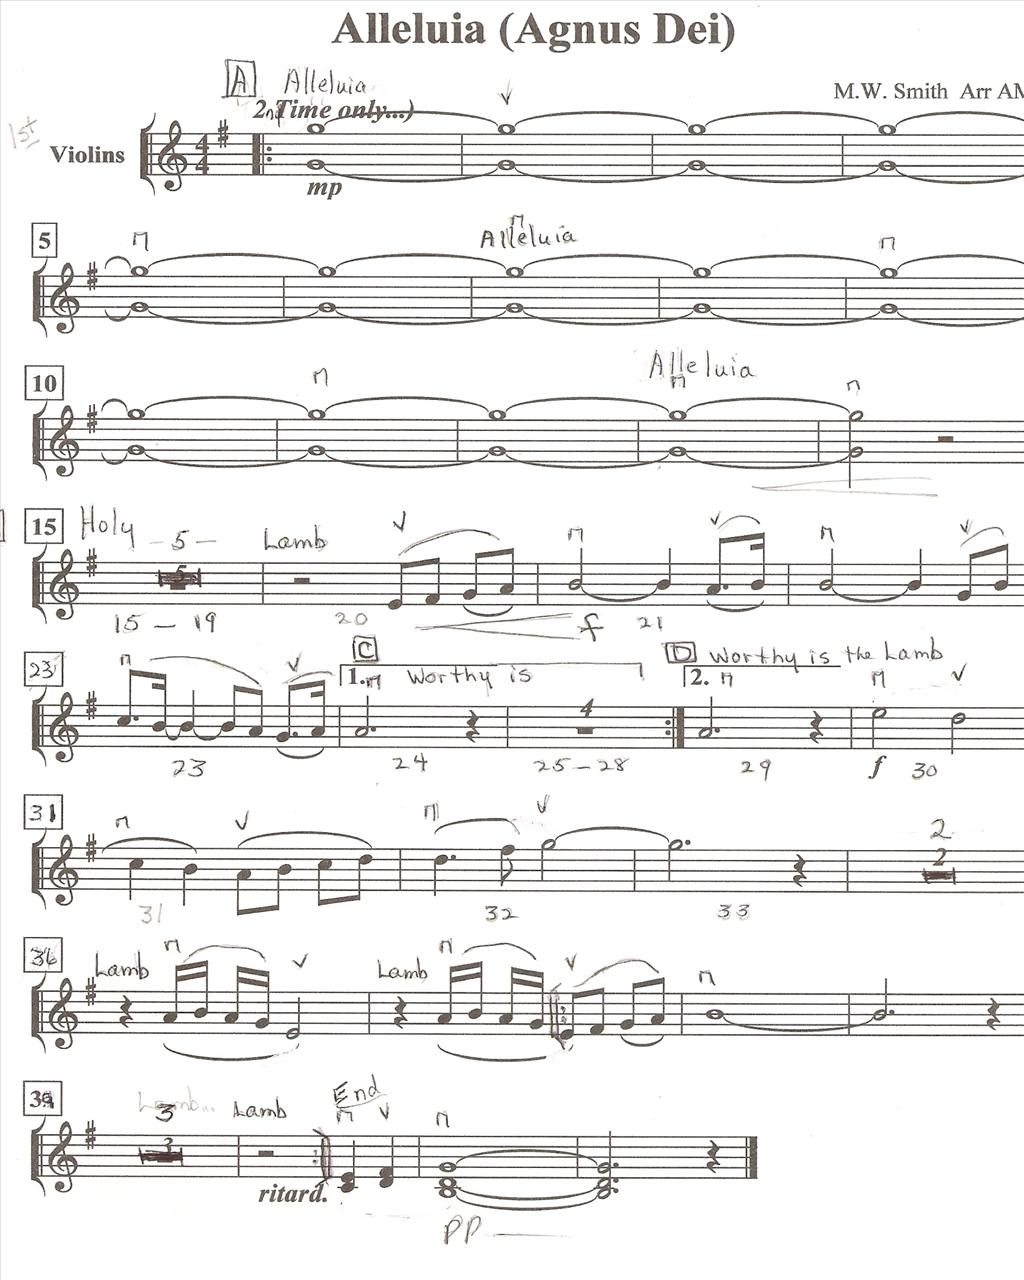 Alleluia (Agnus Dei)
A Alleluia
M.W. Smith Arr AM
2nd Time only...)
1st
Violins
mp
5
Alleluia
10
Alleluia
15 Holy - 5 - Lamb
5
15 - 19 20 f 21
23 C D Worthy is the Lamb
1. Worthy is 2.
4
23 24 25-28 29 f 30
31
2
2
31 32 33
36 Lamb Lamb
39 Lamb... Lamb End
3
3
ritard.
pp